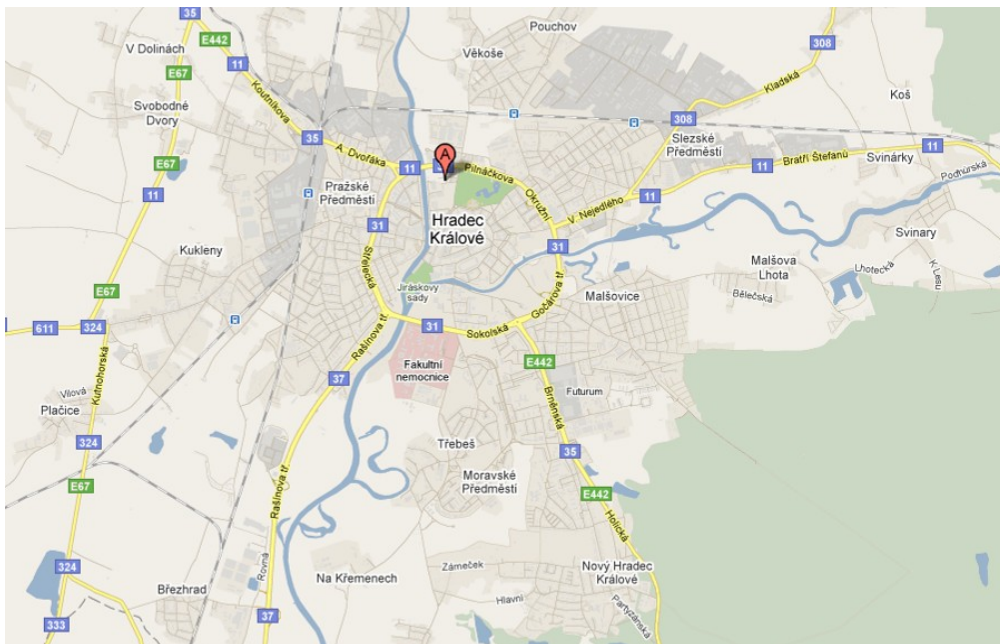 35
Pouchov
E442
V Dolinách
11
Věkoše
308
E67
Koutníkova
Kladská
11
Koš
Svobodné
Dvory
35
308
Slezské
Předměstí
A. Dvořáka
A
11
Pilnáčkova
Bratří Štefanů
11
Svinárky
11
E67
11
Pražské
Předměstí
Okružní
V. Nejedlého
11
Podhůrská
31
Hradec
Králové
31
Svinary
Kukleny
Střelecká
Malšova
Lhota
Lhotecká
K Lesu
Jiráskovy
sady
Gočárova tř
Malšovice
Bělečská
E67
611
324
31
Sokolská
Rašínova tř.
Fakultní
nemocnice
E442
37
Brněnská
Futurum
Kutnohorská
Vilová
Plačice
324
Třebeš
35
E67
Moravské
Předměstí
E442
Rašínova tř.
Holická
324
Rovná
Na Křemenech
Zámeček
Nový Hradec
Králové
Březhrad
Hlavní
Partyzánská
333
37